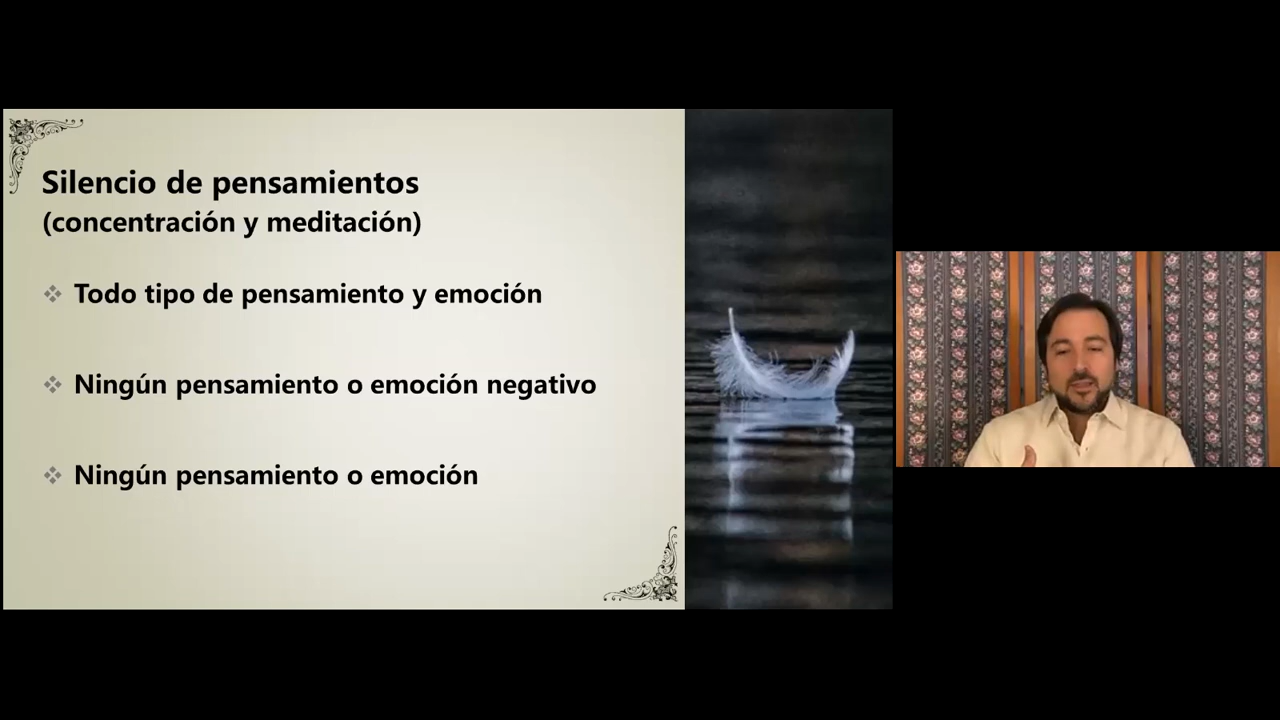 Silencio de pensamientos
(concentración y meditación)
Todo tipo de pensamiento y emoción
Ningún pensamiento o emoción negativo
Ningún pensamiento o emoción